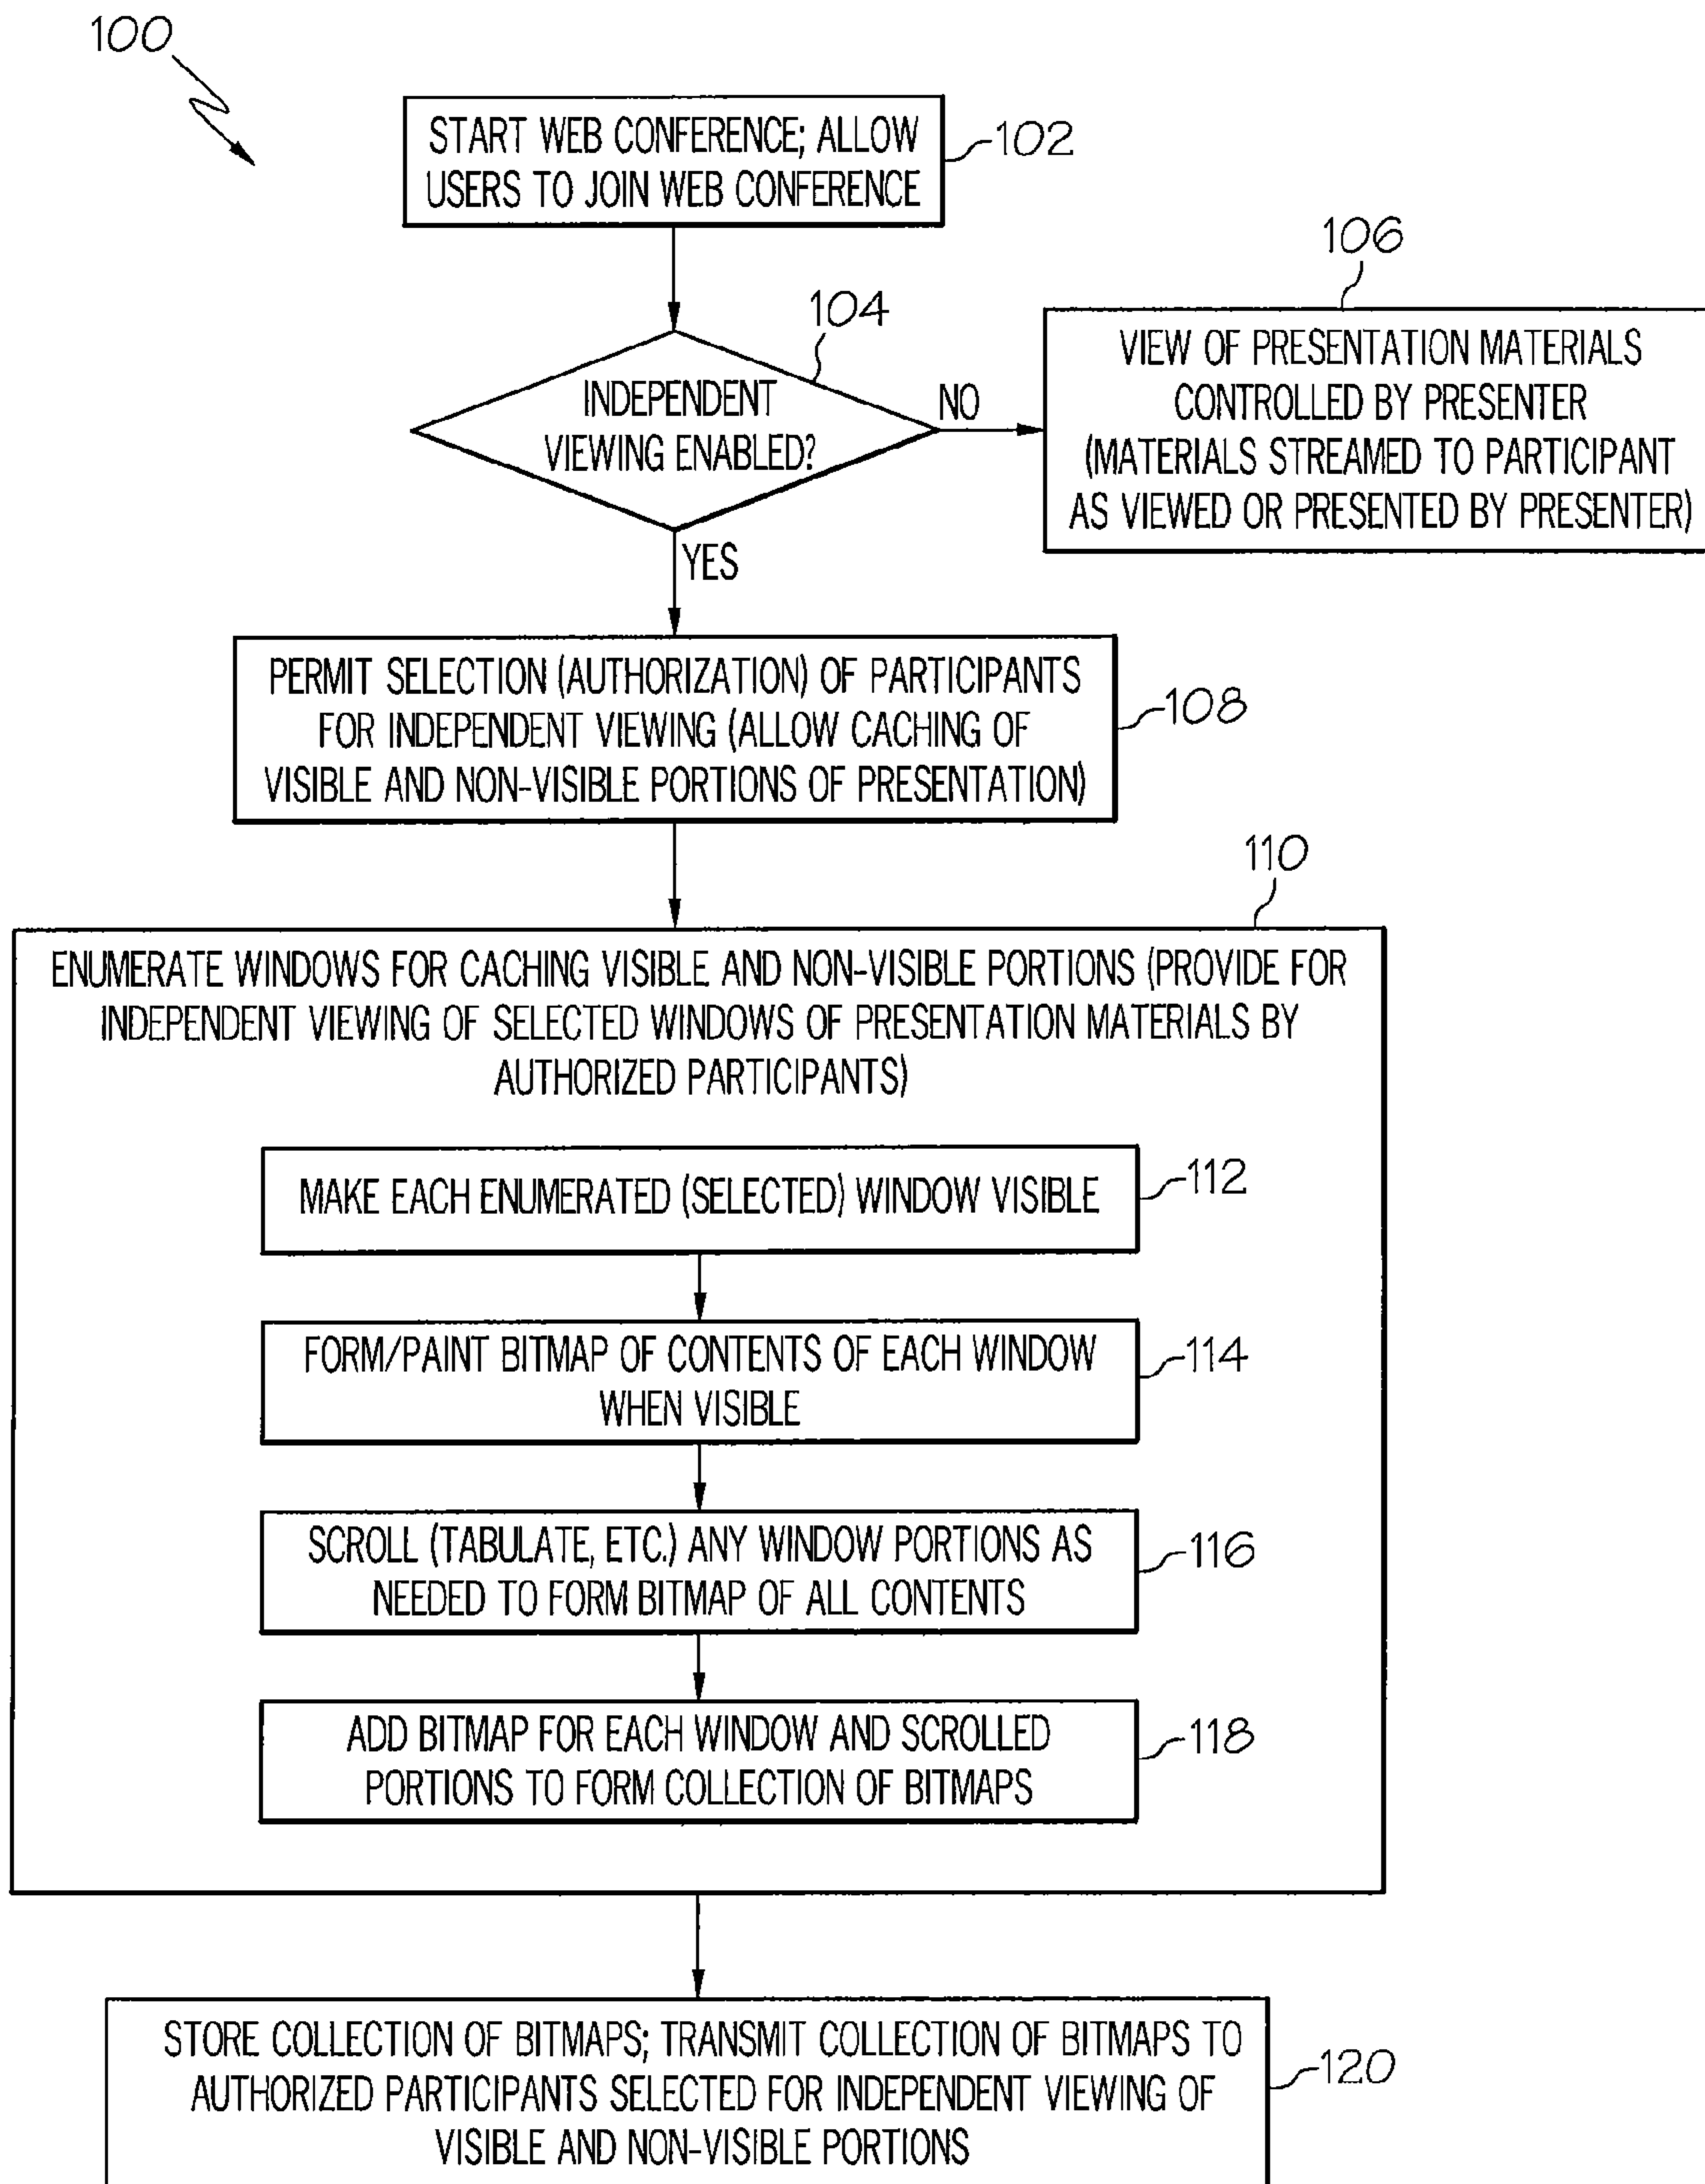 100
START WEB CONFERENCE; ALLOW
USERS TO JOIN WEB CONFERENCE
102
104
INDEPENDENT
VIEWING ENABLED?
NO
106
VIEW OF PRESENTATION MATERIALS
CONTROLLED BY PRESENTER
(MATERIALS STREAMED TO PARTICIPANT
AS VIEWED OR PRESENTED BY PRESENTER)
YES
PERMIT SELECTION (AUTHORIZATION) OF PARTICIPANTS
FOR INDEPENDENT VIEWING (ALLOW CACHING OF
VISIBLE AND NON-VISIBLE PORTIONS OF PRESENTATION)
108
110
ENUMERATE WINDOWS FOR CACHING VISIBLE AND NON-VISIBLE PORTIONS (PROVIDE FOR
INDEPENDENT VIEWING OF SELECTED WINDOWS OF PRESENTATION MATERIALS BY
AUTHORIZED PARTICIPANTS)
MAKE EACH ENUMERATED (SELECTED) WINDOW VISIBLE
112
FORM/PAINT BITMAP OF CONTENTS OF EACH WINDOW
WHEN VISIBLE
114
SCROLL (TABULATE, ETC.) ANY WINDOW PORTIONS AS
NEEDED TO FORM BITMAP OF ALL CONTENTS
116
ADD BITMAP FOR EACH WINDOW AND SCROLLED
PORTIONS TO FORM COLLECTION OF BITMAPS
118
STORE COLLECTION OF BITMAPS; TRANSMIT COLLECTION OF BITMAPS TO
AUTHORIZED PARTICIPANTS SELECTED FOR INDEPENDENT VIEWING OF
VISIBLE AND NON-VISIBLE PORTIONS
120